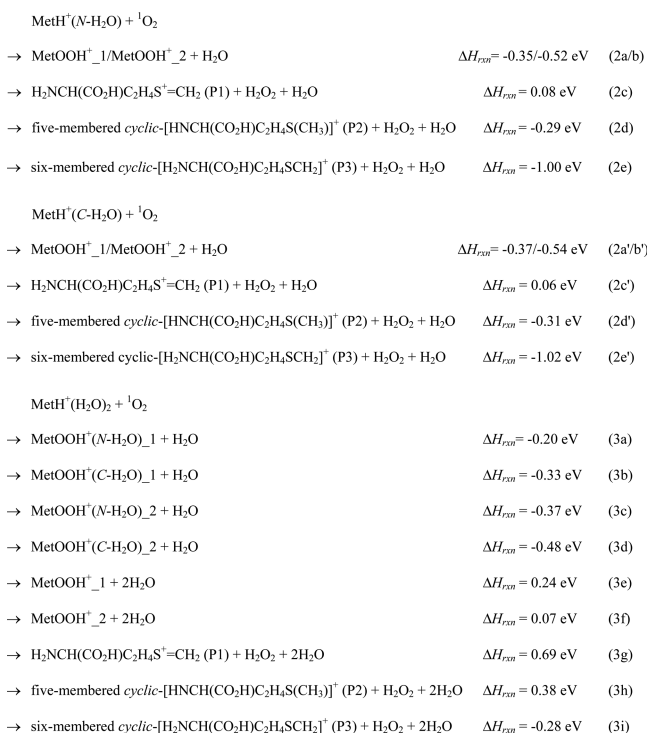 MetH⁺(N-H₂O) + ¹O₂
→ MetOOH⁺_1/MetOOH⁺_2 + H₂O ΔHrxn= -0.35/-0.52 eV (2a/b)
→ H₂NCH(CO₂H)C₂H₄S⁺=CH₂ (P1) + H₂O₂ + H₂O ΔHrxn = 0.08 eV (2c)
→ five-membered cyclic-[HNCH(CO₂H)C₂H₄S(CH₃)]⁺ (P2) + H₂O₂ + H₂O ΔHrxn = -0.29 eV (2d)
→ six-membered cyclic-[H₂NCH(CO₂H)C₂H₄SCH₂]⁺ (P3) + H₂O₂ + H₂O ΔHrxn = -1.00 eV (2e)
MetH⁺(C-H₂O) + ¹O₂
→ MetOOH⁺_1/MetOOH⁺_2 + H₂O ΔHrxn= -0.37/-0.54 eV (2a'/b')
→ H₂NCH(CO₂H)C₂H₄S⁺=CH₂ (P1) + H₂O₂ + H₂O ΔHrxn = 0.06 eV (2c')
→ five-membered cyclic-[HNCH(CO₂H)C₂H₄S(CH₃)]⁺ (P2) + H₂O₂ + H₂O ΔHrxn = -0.31 eV (2d')
→ six-membered cyclic-[H₂NCH(CO₂H)C₂H₄SCH₂]⁺ (P3) + H₂O₂ + H₂O ΔHrxn = -1.02 eV (2e')
MetH⁺(H₂O)₂ + ¹O₂
→ MetOOH⁺(N-H₂O)_1 + H₂O ΔHrxn= -0.20 eV (3a)
→ MetOOH⁺(C-H₂O)_1 + H₂O ΔHrxn = -0.33 eV (3b)
→ MetOOH⁺(N-H₂O)_2 + H₂O ΔHrxn = -0.37 eV (3c)
→ MetOOH⁺(C-H₂O)_2 + H₂O ΔHrxn = -0.48 eV (3d)
→ MetOOH⁺_1 + 2H₂O ΔHrxn = 0.24 eV (3e)
→ MetOOH⁺_2 + 2H₂O ΔHrxn = 0.07 eV (3f)
→ H₂NCH(CO₂H)C₂H₄S⁺=CH₂ (P1) + H₂O₂ + 2H₂O ΔHrxn = 0.69 eV (3g)
→ five-membered cyclic-[HNCH(CO₂H)C₂H₄S(CH₃)]⁺ (P2) + H₂O₂ + 2H₂O ΔHrxn = 0.38 eV (3h)
→ six-membered cyclic-[H₂NCH(CO₂H)C₂H₄SCH₂]⁺ (P3) + H₂O₂ + 2H₂O ΔHrxn = -0.28 eV (3i)